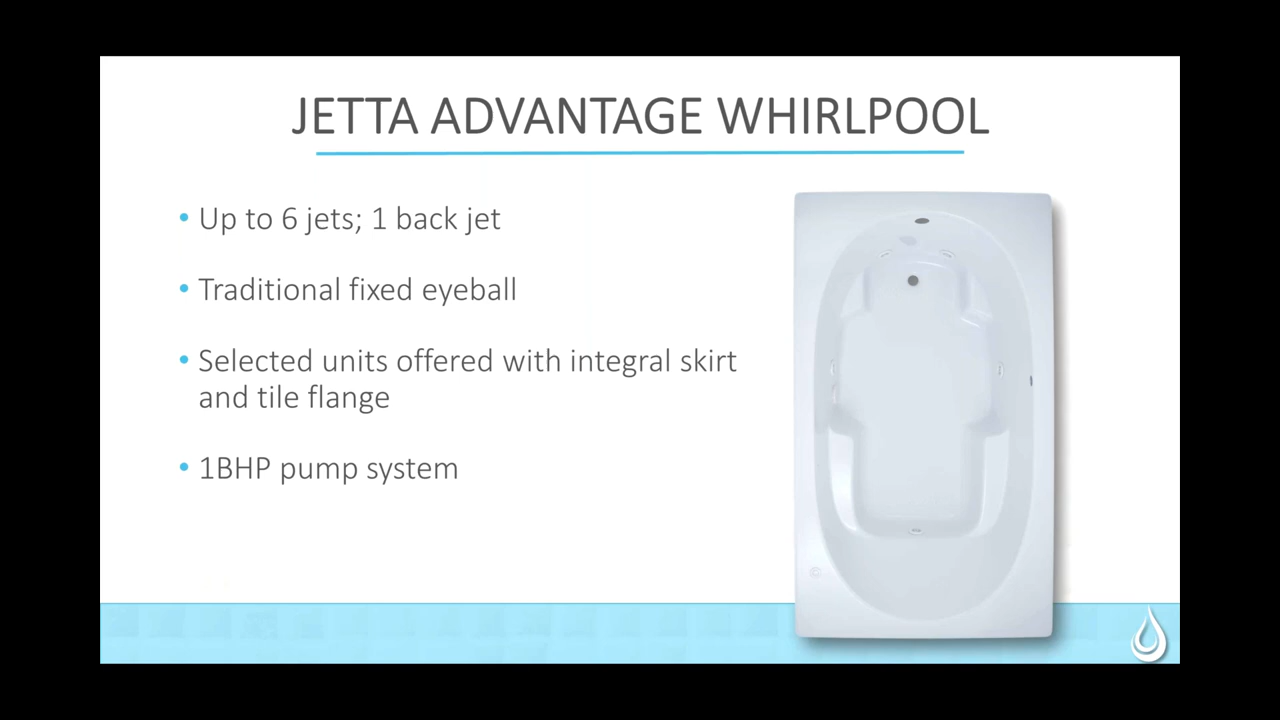 JETTA ADVANTAGE WHIRLPOOL
• Up to 6 jets; 1 back jet
• Traditional fixed eyeball
• Selected units offered with integral skirt
and tile flange
• 1BHP pump system